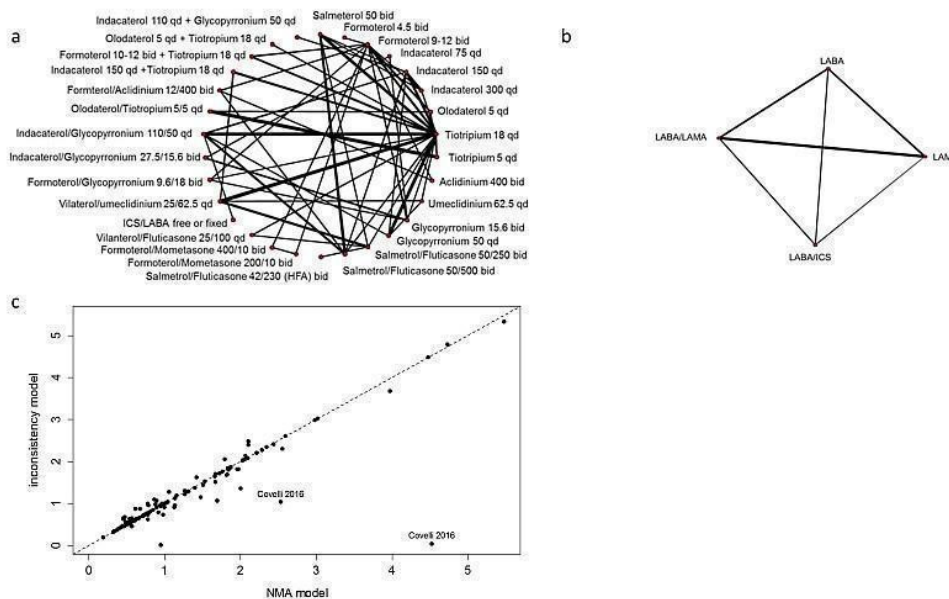 a
Indacaterol 110 qd + Glycopyrronium 50 qd
Olodaterol 5 qd + Tiotropium 18 qd
Formoterol 10-12 bid + Tiotropium 18 qd
Indacaterol 150 qd +Tiotropium 18 qd
Formterol/Aclidinium 12/400 bid
Olodaterol/Tiotropium 5/5 qd
Indacaterol/Glycopyrronium 110/50 qd
Indacaterol/Glycopyrronium 27.5/15.6 bid
Formoterol/Glycopyrronium 9.6/18 bid
Vilaterol/umeclidinium 25/62.5 qd
ICS/LABA free or fixed
Vilanterol/Fluticasone 25/100 qd
Formoterol/Mometasone 400/10 bid
Formoterol/Mometasone 200/10 bid
Salmetrol/Fluticasone 42/230 (HFA) bid
Salmeterol 50 bid
Formoterol 4.5 bid
Formoterol 9-12 bid
Indacaterol 75 qd
Indacaterol 150 qd
Indacaterol 300 qd
Olodaterol 5 qd
Tiotripium 18 qd
Tiotripium 5 qd
Aclidinium 400 bid
Umeclidinium 62.5 qd
Glycopyrronium 15.6 bid
Glycopyrronium 50 qd
Salmetrol/Fluticasone 50/250 bid
Salmetrol/Fluticasone 50/500 bid
b
LABA
LABA/LAMA
LAM
LABA/ICS
c
inconsistency model
5
4
3
2
1
0
Covelli 2016
Covelli 2016
0 1 2 3 4 5
NMA model